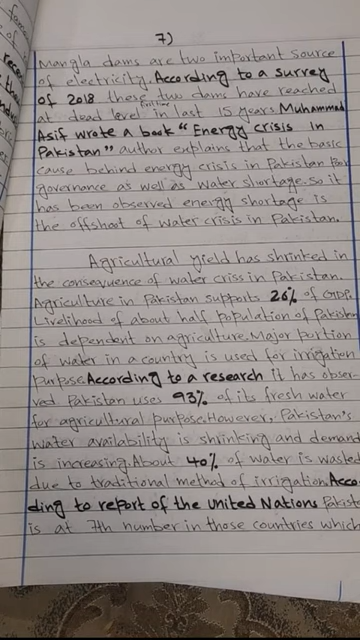 7)
Mangla dams are two important source
of electricity. According to a survey
of 2018 these two dams have reached
at dead level in last 15 years. Muhammad
Asif wrote a book "Energy crisis In
Pakistan" author explains that the basic
cause behind energy crisis in Pakistan poor
governance as well as water shortage. So it
has been observed energy shortage is
the offshoot of water crisis in Pakistan.
Agricultural yield has shrinked in
the consequence of water criss in Pakistan.
Agriculture in Pakistan supports 26% of GDP.
Livelihood of about half population of Pakistan
is dependent on agriculture. Major portion
of water in a country is used for irrigation
purpose. According to a research it has obser-
ved Pakistan uses 93% of its fresh water
for agricultural purpose. However, Pakistan's
water availability is shrinking and demand
is increasing. About 40% of water is wasted
due to traditional method of irrigation. Acco-
ding to report of the united Nations Pakist
is at 7th number in those countries which